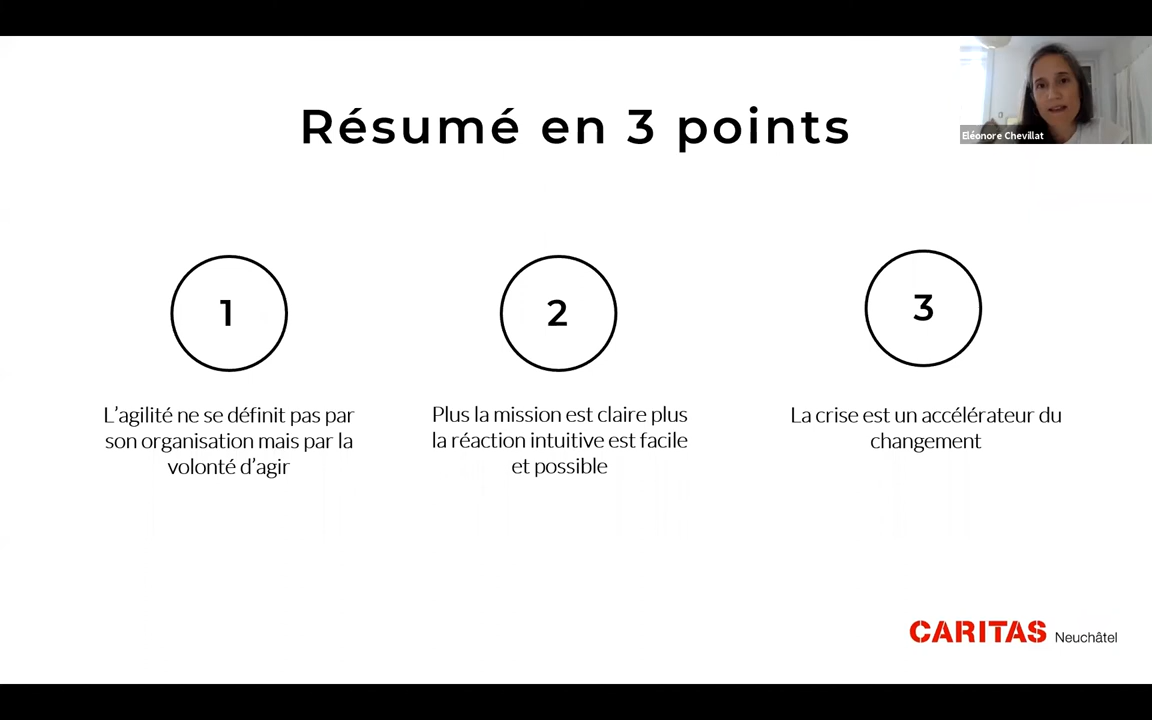 Résumé en 3 points
Eléonore Chevillat
1
2
3
L'agilité ne se définit pas par
son organisation mais par la
volonté d'agir
Plus la mission est claire plus
la réaction intuitive est facile
et possible
La crise est un accélérateur du
changement
CARITAS Neuchâtel